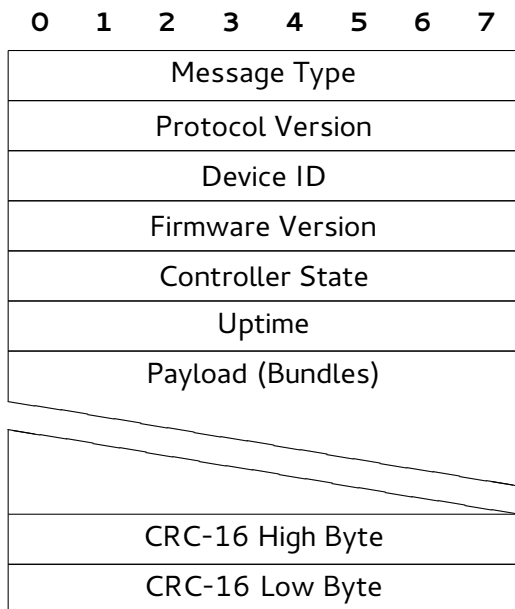 0 1 2 3 4 5 6 7
Message Type
Protocol Version
Device ID
Firmware Version
Controller State
Uptime
Payload (Bundles)
CRC-16 High Byte
CRC-16 Low Byte